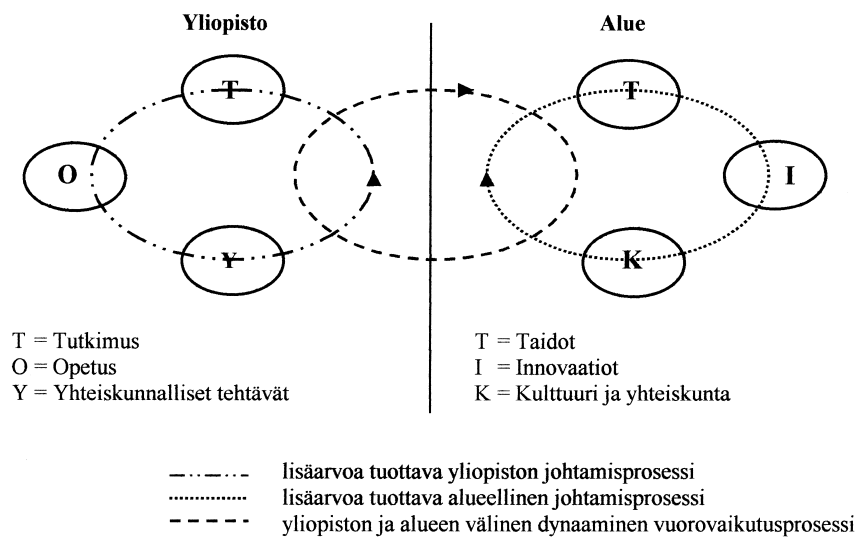 Yliopisto
Alue
T
T
O
I
Y
K
T = Tutkimus
O = Opetus
Y = Yhteiskunnalliset tehtävät
T = Taidot
I = Innovaatiot
K = Kulttuuri ja yhteiskunta
lisäarvoa tuottava yliopiston johtamisprosessi
lisäarvoa tuottava alueellinen johtamisprosessi
yliopiston ja alueen välinen dynaaminen vuorovaikutusprosessi